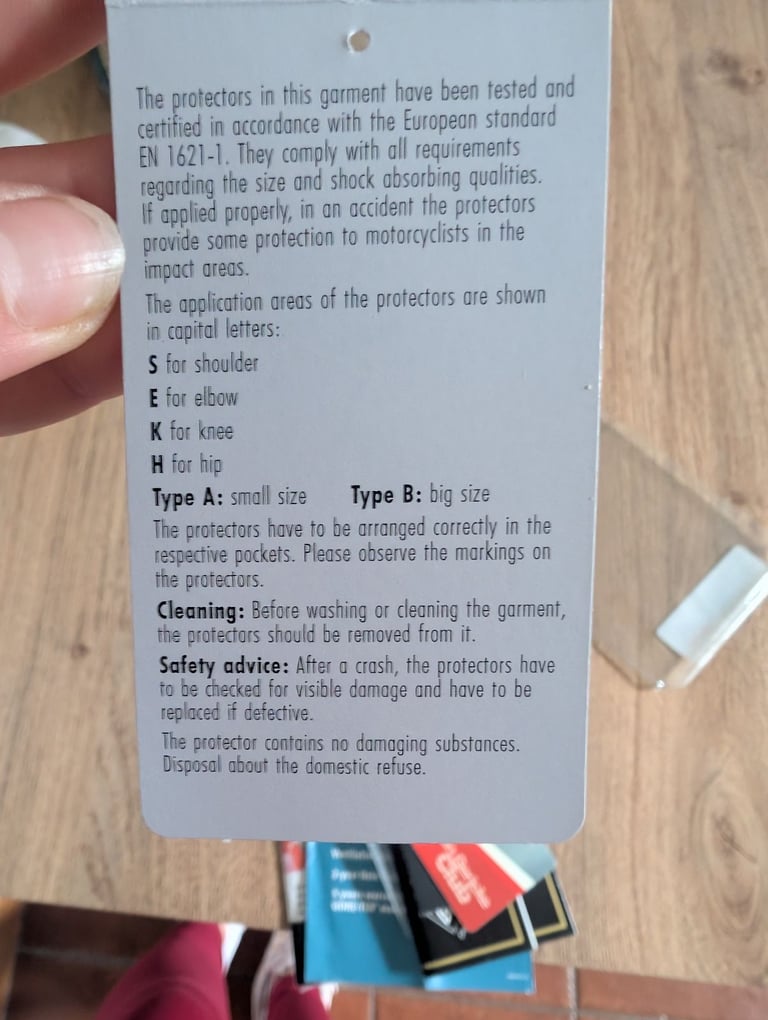 The protectors in this garment have been tested and
certified in accordance with the European standard
EN 1621-1. They comply with all requirements
regarding the size and shock absorbing qualities.
If applied properly, in an accident the protectors
provide some protection to motorcyclists in the
impact areas.
The application areas of the protectors are shown
in capital letters:
S for shoulder
E for elbow
K for knee
H for hip
Type A: small size Type B: big size
The protectors have to be arranged correctly in the
respective pockets. Please observe the markings on
the protectors.
Cleaning: Before washing or cleaning the garment,
the protectors should be removed from it.
Safety advice: After a crash, the protectors have
to be checked for visible damage and have to be
replaced if defective.
The protector contains no damaging substances.
Disposal about the domestic refuse.
Club